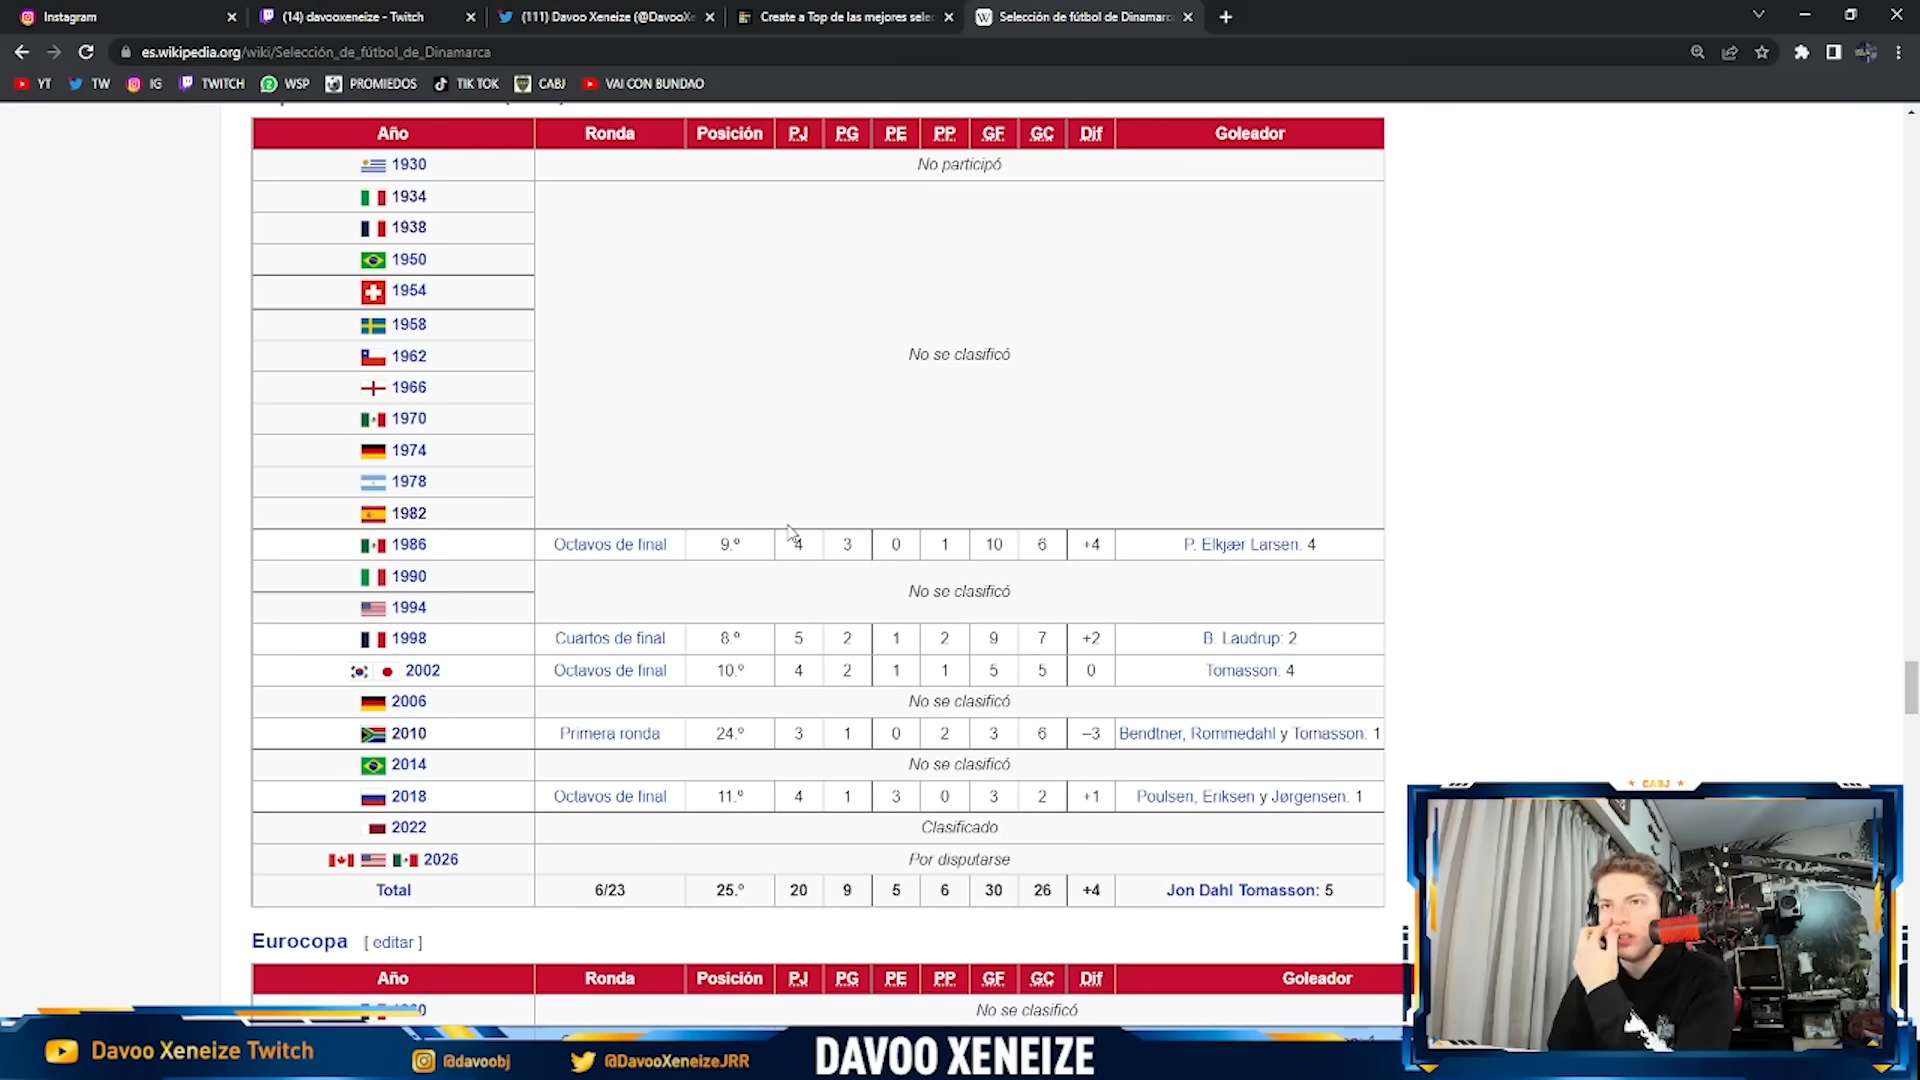 Instagram
(14) davooxeneize - Twitch
(111) Davoo Xeneize (@DavooXe
Create a Top de las mejores selec
Selección de fútbol de Dinamarc
es.wikipedia.org/wiki/Selección_de_fútbol_de_Dinamarca
YT TW IG TWITCH WSP PROMIEDOS TIK TOK CABJ VAI CON BUNDAO
Año Ronda Posición PJ PG PE PP GF GC Dif Goleador
1930 No participó
1934
1938
1950
1954
1958
1962 No se clasificó
1966
1970
1974
1978
1982
1986 Octavos de final 9.º 4 3 0 1 10 6 +4 P. Elkjær Larsen: 4
1990
No se clasificó
1994
1998 Cuartos de final 8.º 5 2 1 2 9 7 +2 B. Laudrup: 2
2002 Octavos de final 10.º 4 2 1 1 5 5 0 Tomasson: 4
2006 No se clasificó
2010 Primera ronda 24.º 3 1 0 2 3 6 –3 Bendtner, Rommedahl y Tomasson: 1
2014 No se clasificó
2018 Octavos de final 11.º 4 1 3 0 3 2 +1 Poulsen, Eriksen y Jørgensen: 1
2022 Clasificado
2026 Por disputarse
Total 6/23 25.º 20 9 5 6 30 26 +4 Jon Dahl Tomasson: 5
Eurocopa [ editar ]
Año Ronda Posición PJ PG PE PP GF GC Dif Goleador
No se clasificó
CABJ
Davoo Xeneize Twitch
@davoobj
@DavooXeneizeJRR
DAVOO XENEIZE